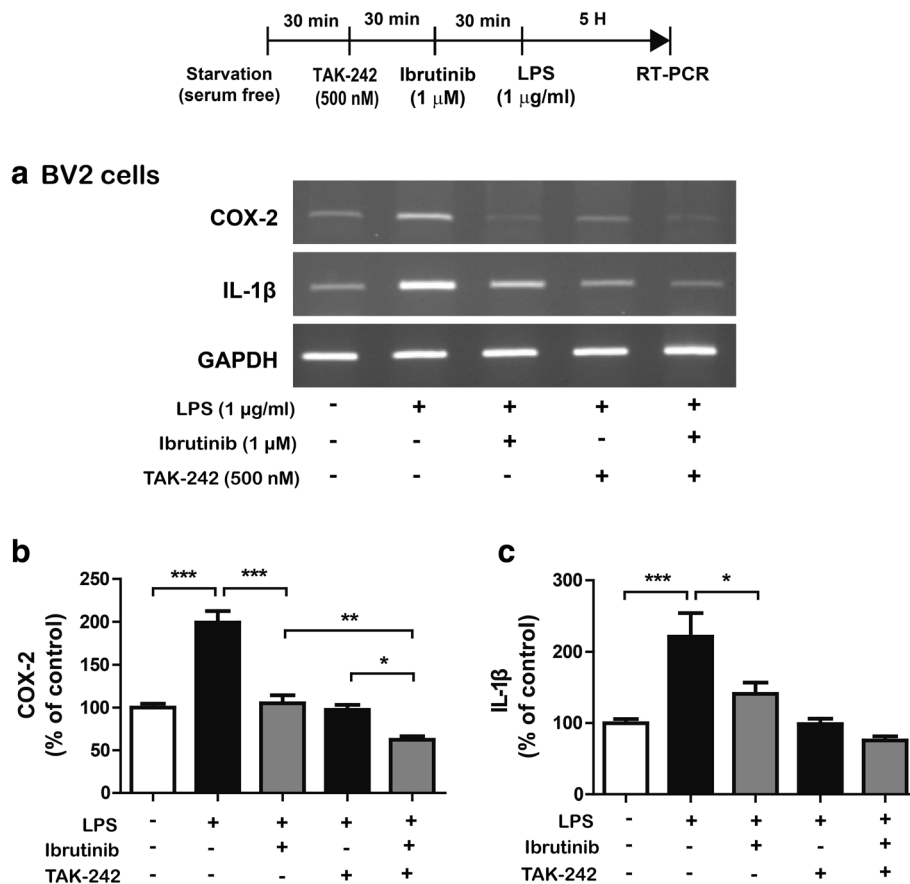 30 min 30 min 30 min 5 H
Starvation (serum free) TAK-242 (500 nM) Ibrutinib (1 μM) LPS (1 μg/ml) RT-PCR
a BV2 cells
COX-2
IL-1β
GAPDH
LPS (1 μg/ml) - + + + +
Ibrutinib (1 μM) - - + - +
TAK-242 (500 nM) - - - + +
b
COX-2
(% of control)
250
200
150
100
50
0
*** *** ** *
LPS - + + + +
Ibrutinib - - + - +
TAK-242 - - - + +
c
IL-1β
(% of control)
300
200
100
0
*** *
LPS - + + + +
Ibrutinib - - + - +
TAK-242 - - - + +